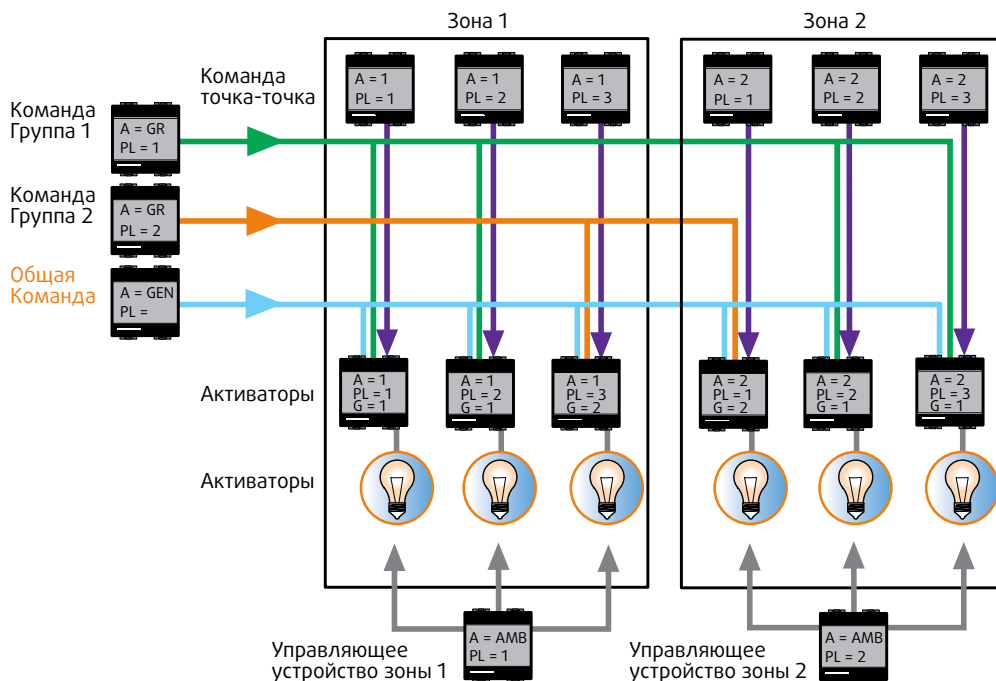 Зона 1
Зона 2
Команда
точка-точка
A = 1
PL = 1
A = 1
PL = 2
A = 1
PL = 3
A = 2
PL = 1
A = 2
PL = 2
A = 2
PL = 3
Команда
Группа 1
A = GR
PL = 1
Команда
Группа 2
A = GR
PL = 2
Общая
Команда
A = GEN
PL =
Активаторы
A = 1
PL = 1
G = 1
A = 1
PL = 2
G = 1
A = 1
PL = 3
G = 2
A = 2
PL = 1
G = 2
A = 2
PL = 2
G = 1
A = 2
PL = 3
G = 1
Активаторы
Управляющее
устройство зоны 1
A = AMB
PL = 1
Управляющее
устройство зоны 2
A = AMB
PL = 2